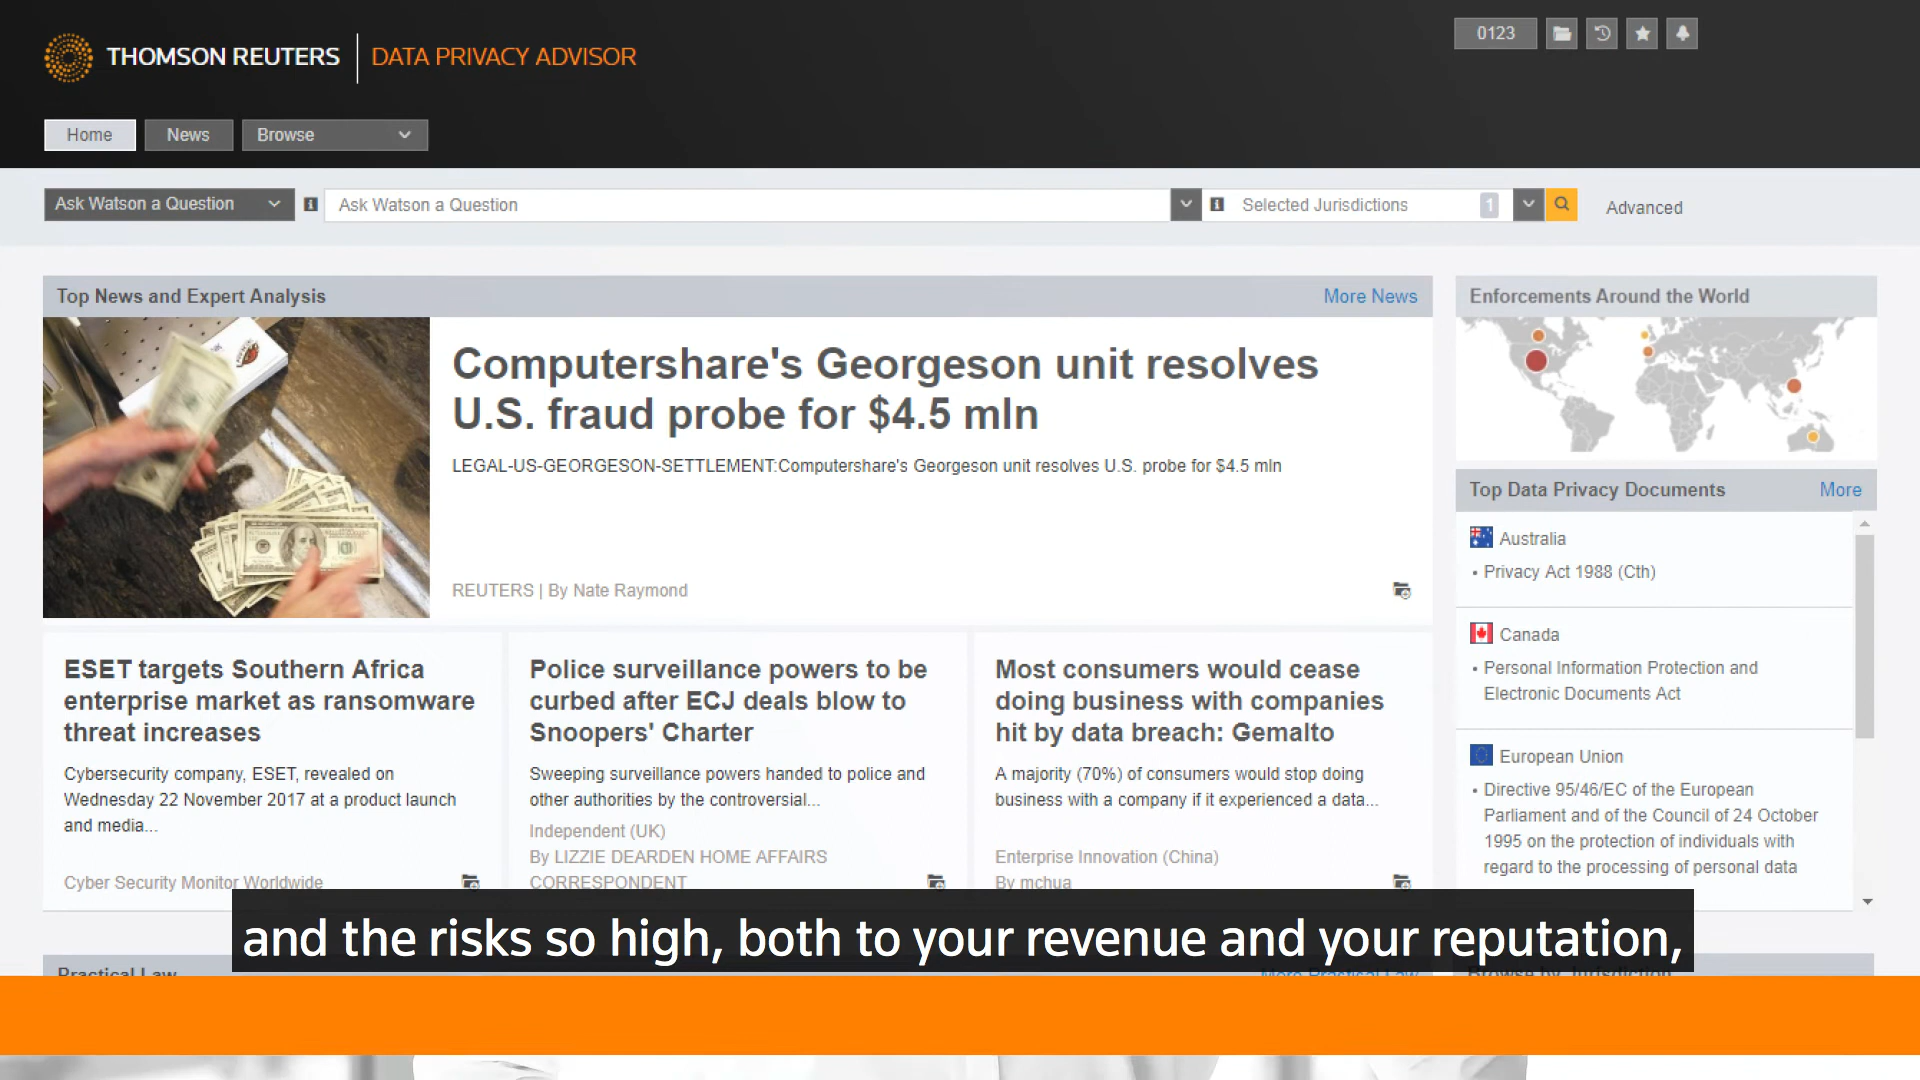 THOMSON REUTERS DATA PRIVACY ADVISOR
0123
Home News Browse
Ask Watson a Question Ask Watson a Question Selected Jurisdictions 1 Advanced
Top News and Expert Analysis More News
Computershare's Georgeson unit resolves
U.S. fraud probe for $4.5 mln
LEGAL-US-GEORGESON-SETTLEMENT:Computershare's Georgeson unit resolves U.S. probe for $4.5 mln
REUTERS | By Nate Raymond
ESET targets Southern Africa
enterprise market as ransomware
threat increases
Cybersecurity company, ESET, revealed on
Wednesday 22 November 2017 at a product launch
and media...
Cyber Security Monitor Worldwide
Police surveillance powers to be
curbed after ECJ deals blow to
Snoopers' Charter
Sweeping surveillance powers handed to police and
other authorities by the controversial...
Independent (UK)
By LIZZIE DEARDEN HOME AFFAIRS
CORRESPONDENT
Most consumers would cease
doing business with companies
hit by data breach: Gemalto
A majority (70%) of consumers would stop doing
business with a company if it experienced a data...
Enterprise Innovation (China)
By mchua
Enforcements Around the World
Top Data Privacy Documents More
Australia
• Privacy Act 1988 (Cth)
Canada
• Personal Information Protection and
Electronic Documents Act
European Union
• Directive 95/46/EC of the European
Parliament and of the Council of 24 October
1995 on the protection of individuals with
regard to the processing of personal data
Practical Law More Practical Law Browse by Jurisdiction
and the risks so high, both to your revenue and your reputation,